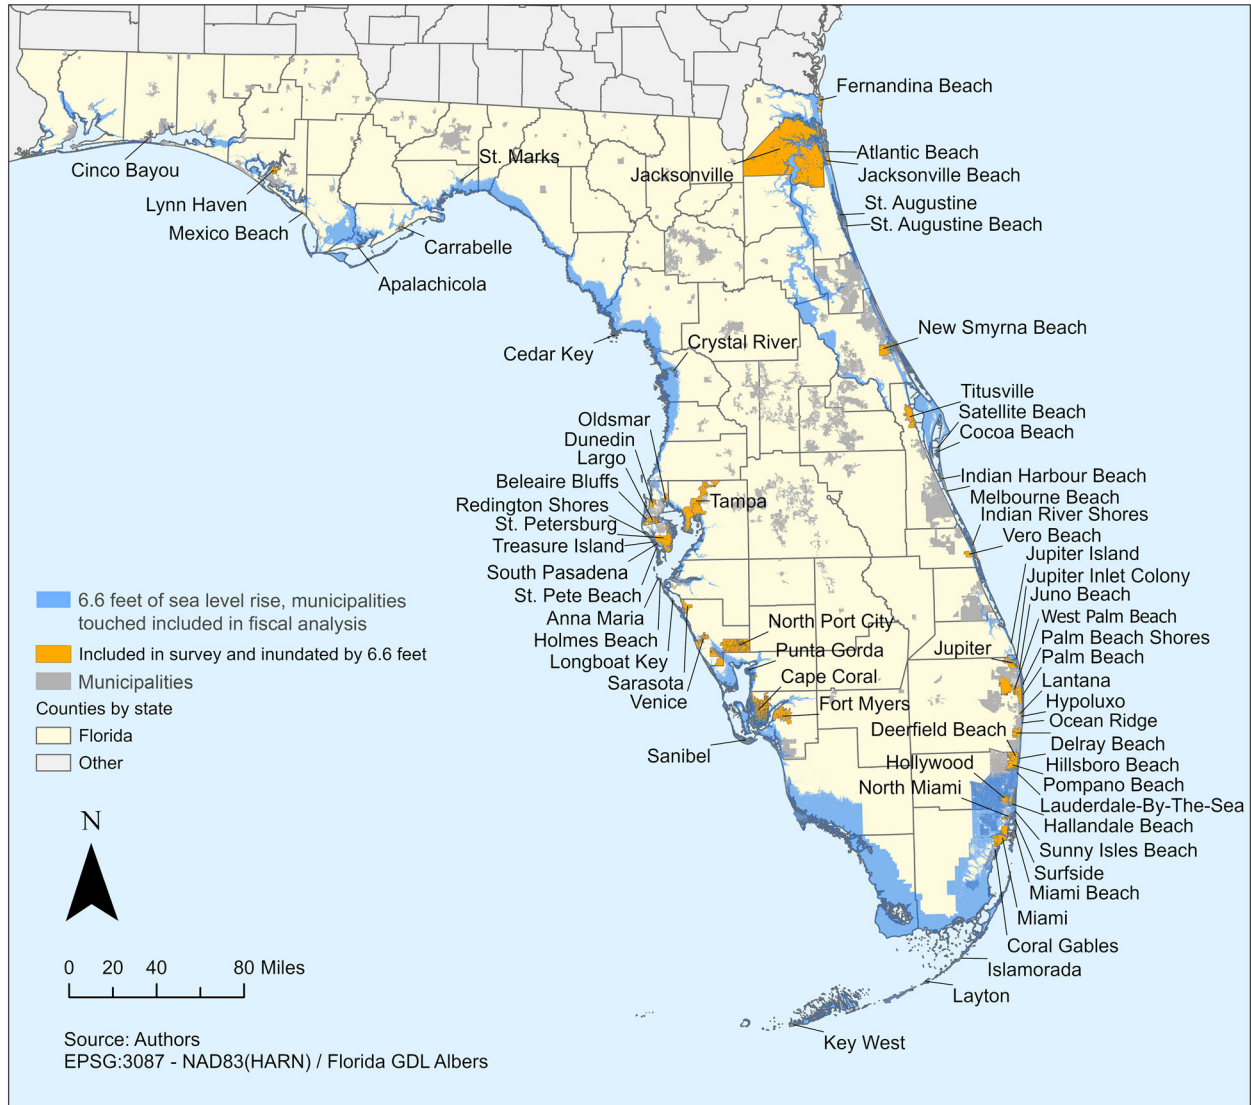 Fernandina Beach
Atlantic Beach
Jacksonville Beach
Jacksonville
St. Augustine
St. Augustine Beach
St. Marks
Cinco Bayou
Lynn Haven
Mexico Beach
Carrabelle
Apalachicola
New Smyrna Beach
Cedar Key
Crystal River
Titusville
Satellite Beach
Cocoa Beach
Oldsmar
Dunedin
Largo
Beleaire Bluffs
Redington Shores
St. Petersburg
Treasure Island
South Pasadena
St. Pete Beach
Anna Maria
Holmes Beach
Longboat Key
Sarasota
Venice
Tampa
Indian Harbour Beach
Melbourne Beach
Indian River Shores
Vero Beach
Jupiter Island
Jupiter Inlet Colony
Juno Beach
West Palm Beach
Palm Beach Shores
Palm Beach
Lantana
Hypoluxo
Ocean Ridge
Delray Beach
Hillsboro Beach
Pompano Beach
Lauderdale-By-The-Sea
Hallandale Beach
Sunny Isles Beach
Surfside
Miami Beach
Miami
Coral Gables
Islamorada
Layton
Key West
North Port City
Punta Gorda
Cape Coral
Fort Myers
Sanibel
Jupiter
Deerfield Beach
Hollywood
North Miami
6.6 feet of sea level rise, municipalities
touched included in fiscal analysis
Included in survey and inundated by 6.6 feet
Municipalities
Counties by state
Florida
Other
N
0 20 40 80 Miles
Source: Authors
EPSG:3087 - NAD83(HARN) / Florida GDL Albers